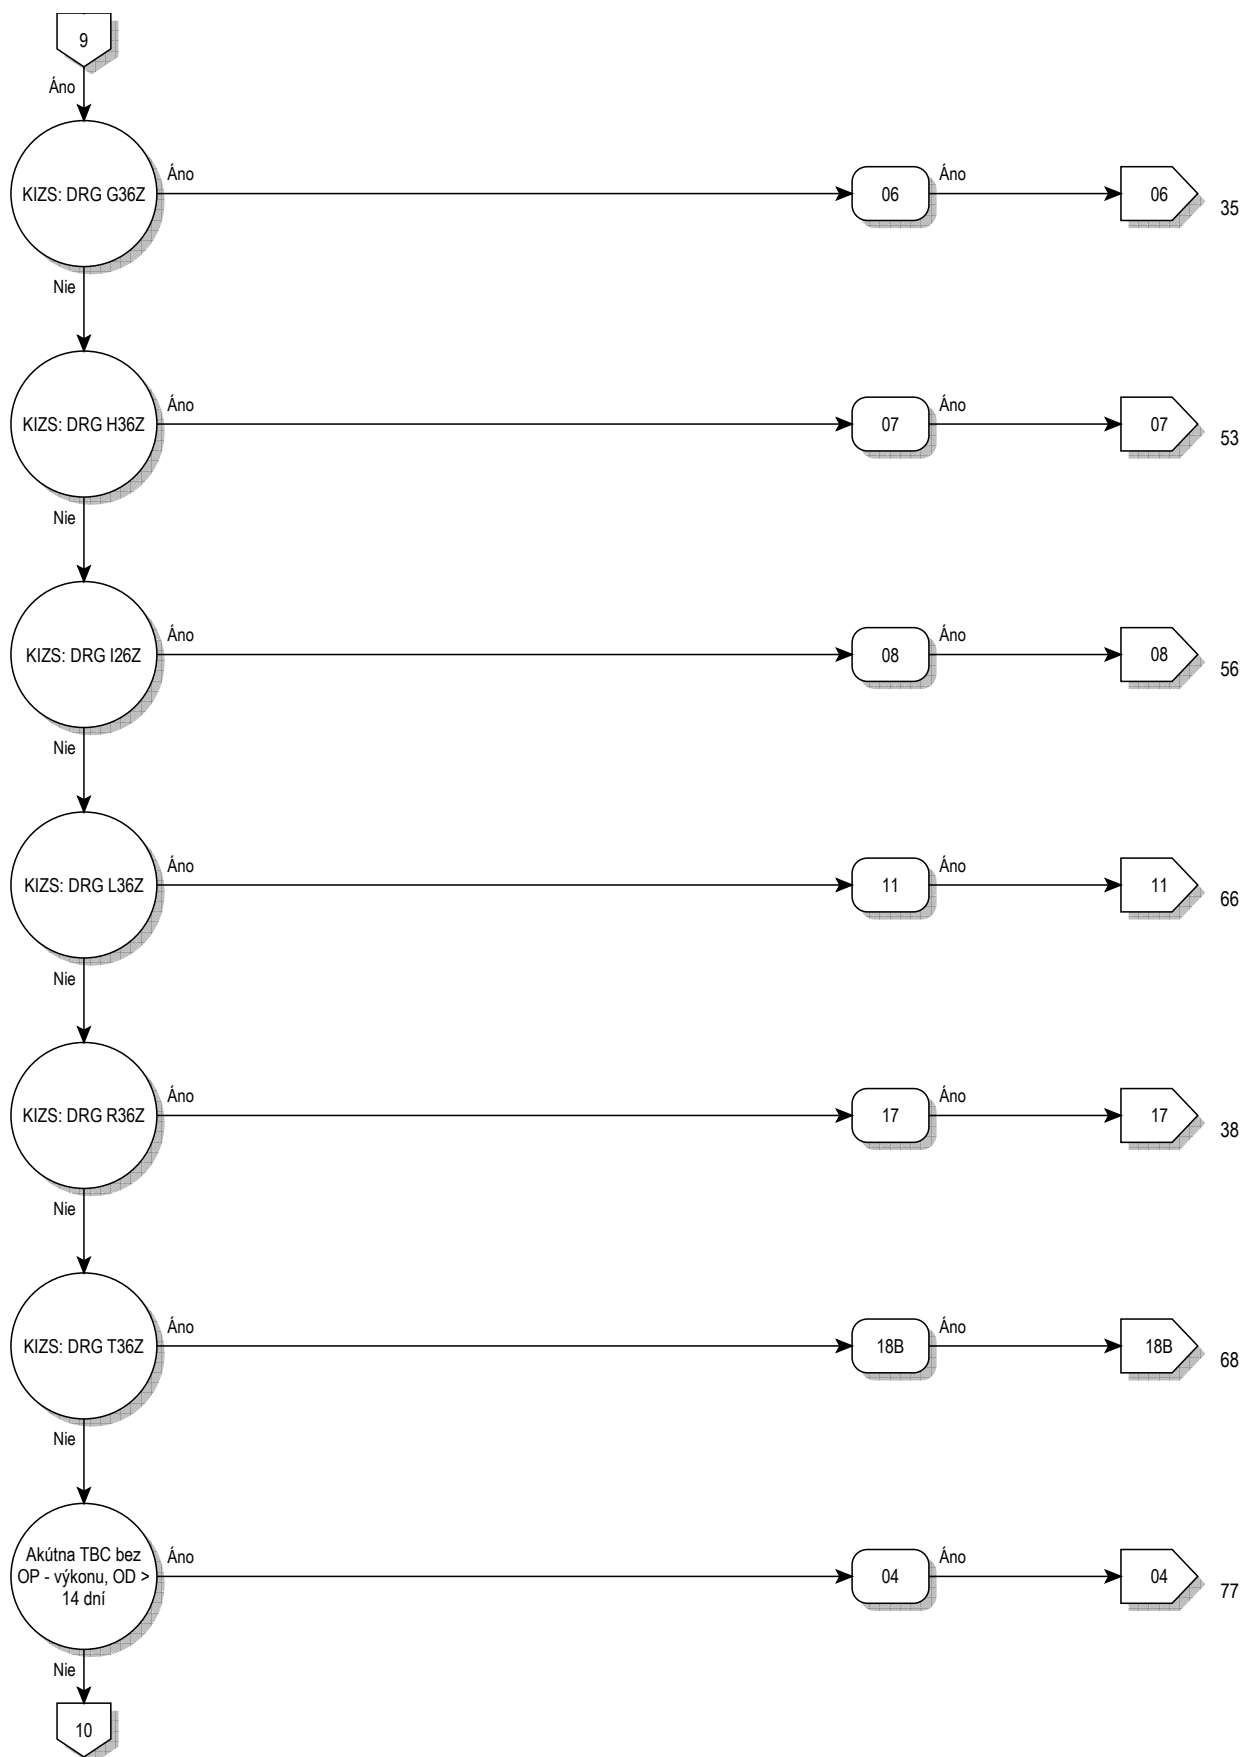 9
Áno
KIZS: DRG G36Z
Áno
06
Áno
06
35
Nie
KIZS: DRG H36Z
Áno
07
Áno
07
53
Nie
KIZS: DRG I26Z
Áno
08
Áno
08
56
Nie
KIZS: DRG L36Z
Áno
11
Áno
11
66
Nie
KIZS: DRG R36Z
Áno
17
Áno
17
38
Nie
KIZS: DRG T36Z
Áno
18B
Áno
18B
68
Nie
Akútna TBC bez
OP - výkonu, OD >
14 dní
Áno
04
Áno
04
77
Nie
10